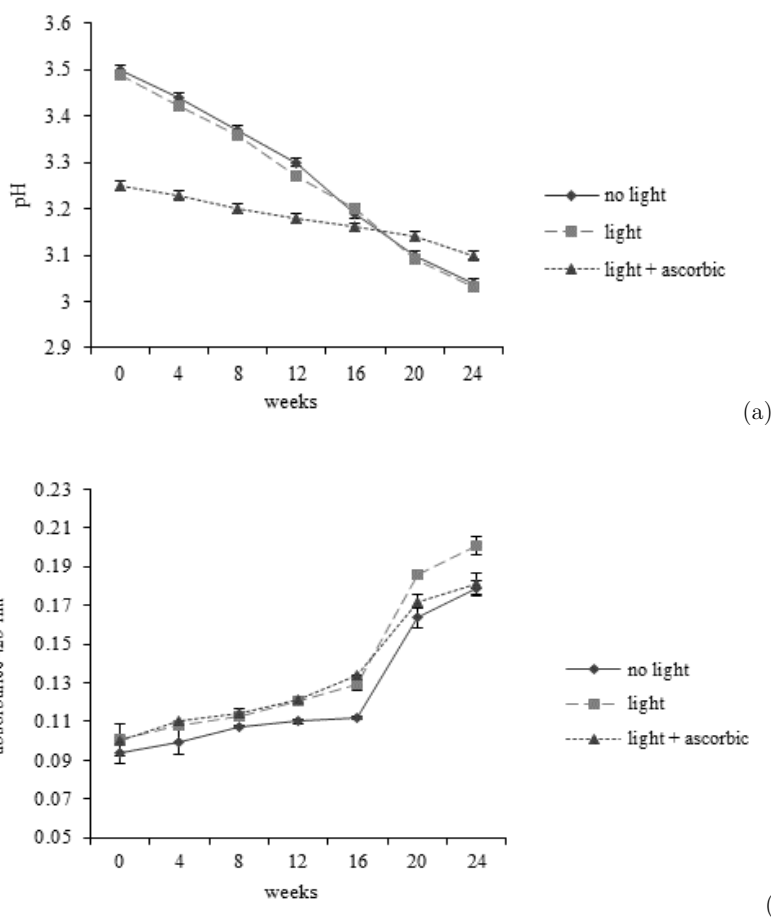 3.6
3.5
3.4
3.3
3.2
3.1
3
2.9
pH
0 4 8 12 16 20 24
weeks
no light
light
light + ascorbic
(a)
0.23
0.21
0.19
0.17
0.15
0.13
0.11
0.09
0.07
0.05
0 4 8 12 16 20 24
weeks
no light
light
light + ascorbic
(